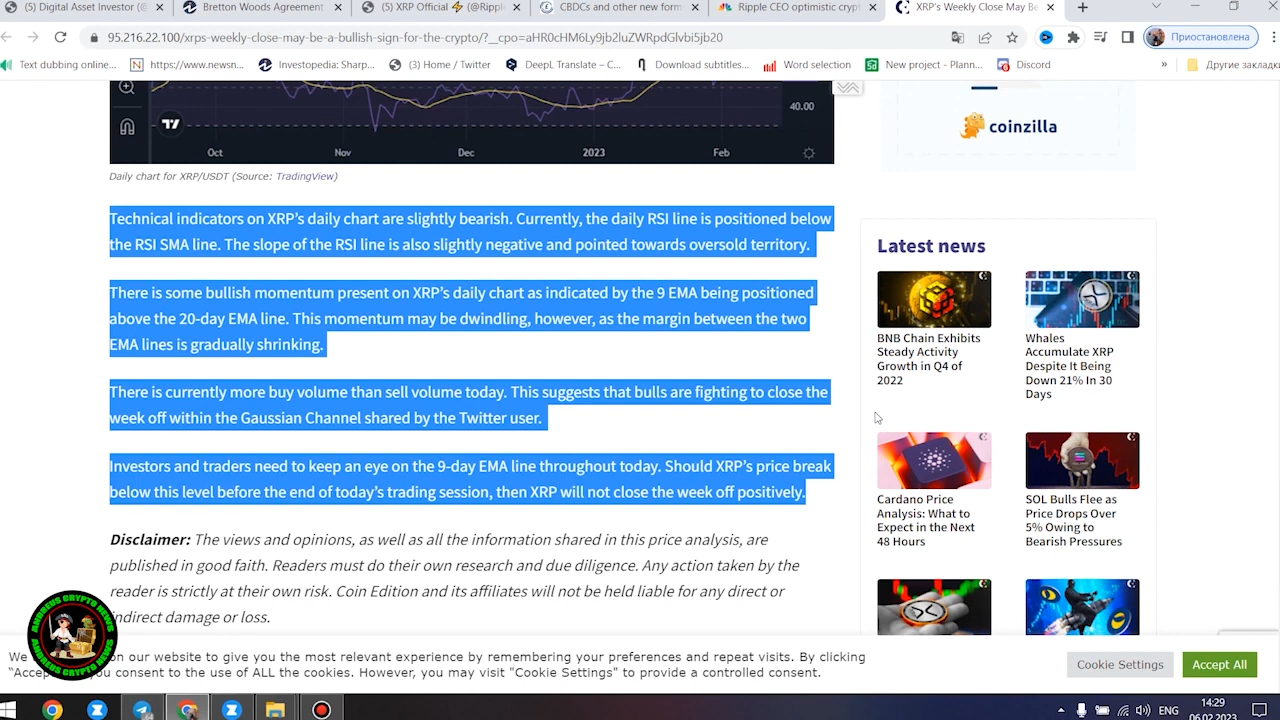 (5) Digital Asset Investor (@
Bretton Woods Agreement
(5) XRP Official ⚡ (@Rippl
CBDCs and other new form
Ripple CEO optimistic crypt
XRP's Weekly Close May Be
95.216.22.100/xrps-weekly-close-may-be-a-bullish-sign-for-the-crypto/?__cpo=aHR0cHM6Ly9jb2luZWRpdGlvbi5jb20
Приостановлена
Text dubbing online...
https://www.newsn...
Investopedia: Sharp...
(3) Home / Twitter
DeepL Translate – C...
Download subtitles...
Word selection
New project - Plann...
Discord
»
Другие закладки
40.00
Oct
Nov
Dec
2023
Feb
coinzilla
Daily chart for XRP/USDT (Source: TradingView)
Technical indicators on XRP's daily chart are slightly bearish. Currently, the daily RSI line is positioned below
the RSI SMA line. The slope of the RSI line is also slightly negative and pointed towards oversold territory.
There is some bullish momentum present on XRP's daily chart as indicated by the 9 EMA being positioned
above the 20-day EMA line. This momentum may be dwindling, however, as the margin between the two
EMA lines is gradually shrinking.
There is currently more buy volume than sell volume today. This suggests that bulls are fighting to close the
week off within the Gaussian Channel shared by the Twitter user.
Investors and traders need to keep an eye on the 9-day EMA line throughout today. Should XRP's price break
below this level before the end of today's trading session, then XRP will not close the week off positively.
Disclaimer: The views and opinions, as well as all the information shared in this price analysis, are
published in good faith. Readers must do their own research and due diligence. Any action taken by the
reader is strictly at their own risk. Coin Edition and its affiliates will not be held liable for any direct or
indirect damage or loss.
Latest news
BNB Chain Exhibits
Steady Activity
Growth in Q4 of
2022
Whales
Accumulate XRP
Despite It Being
Down 21% In 30
Days
Cardano Price
Analysis: What to
Expect in the Next
48 Hours
SOL Bulls Flee as
Price Drops Over
5% Owing to
Bearish Pressures
ANDREUS CRYPTO NEWS
ANDREUS CRYPTO NEWS
We on our website to give you the most relevant experience by remembering your preferences and repeat visits. By clicking
"Accep you consent to the use of ALL the cookies. However, you may visit "Cookie Settings" to provide a controlled consent.
Cookie Settings
Accept All
ENG
14:29
06.02.2023